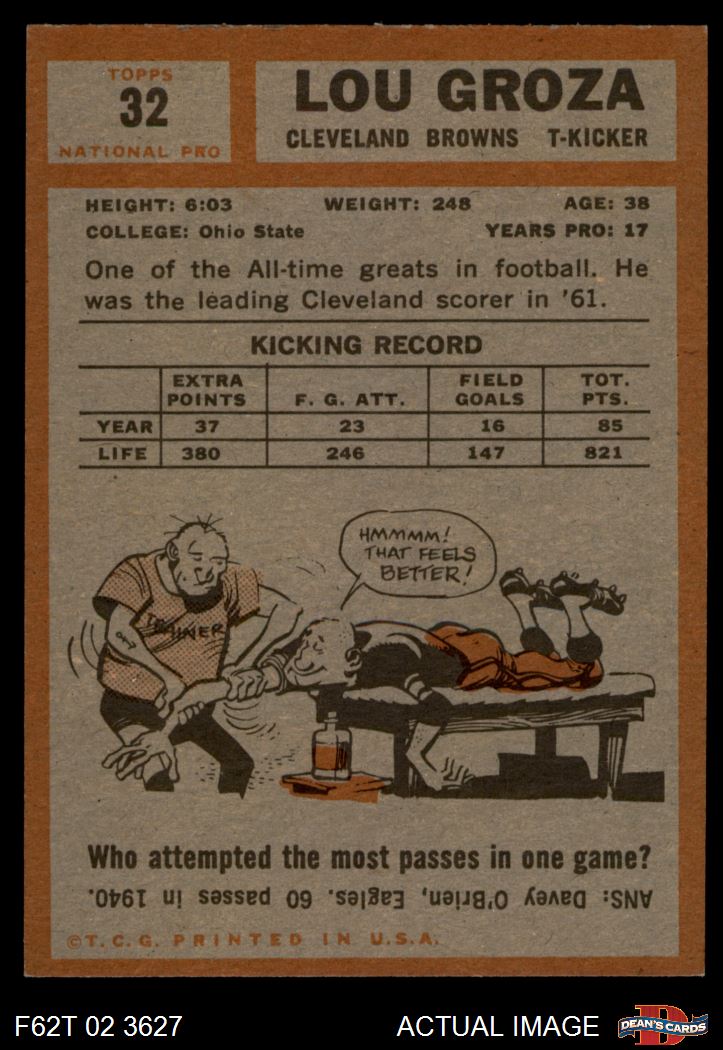 TOPPS
32
NATIONAL PRO
LOU GROZA
CLEVELAND BROWNS T-KICKER
HEIGHT: 6:03 WEIGHT: 248 AGE: 38
COLLEGE: Ohio State YEARS PRO: 17
One of the All-time greats in football. He
was the leading Cleveland scorer in '61.
KICKING RECORD
EXTRA POINTS F. G. ATT. FIELD GOALS TOT. PTS.
YEAR 37 23 16 85
LIFE 380 246 147 821
HMMMMM!
THAT FEELS
BETTER!
TRAINER
Who attempted the most passes in one game?
ANS: Davey O'Brien, Eagles. 60 passes in 1940.
©T.C.G. PRINTED IN U.S.A.
F62T 02 3627 ACTUAL IMAGE
DEAN'S CARDS